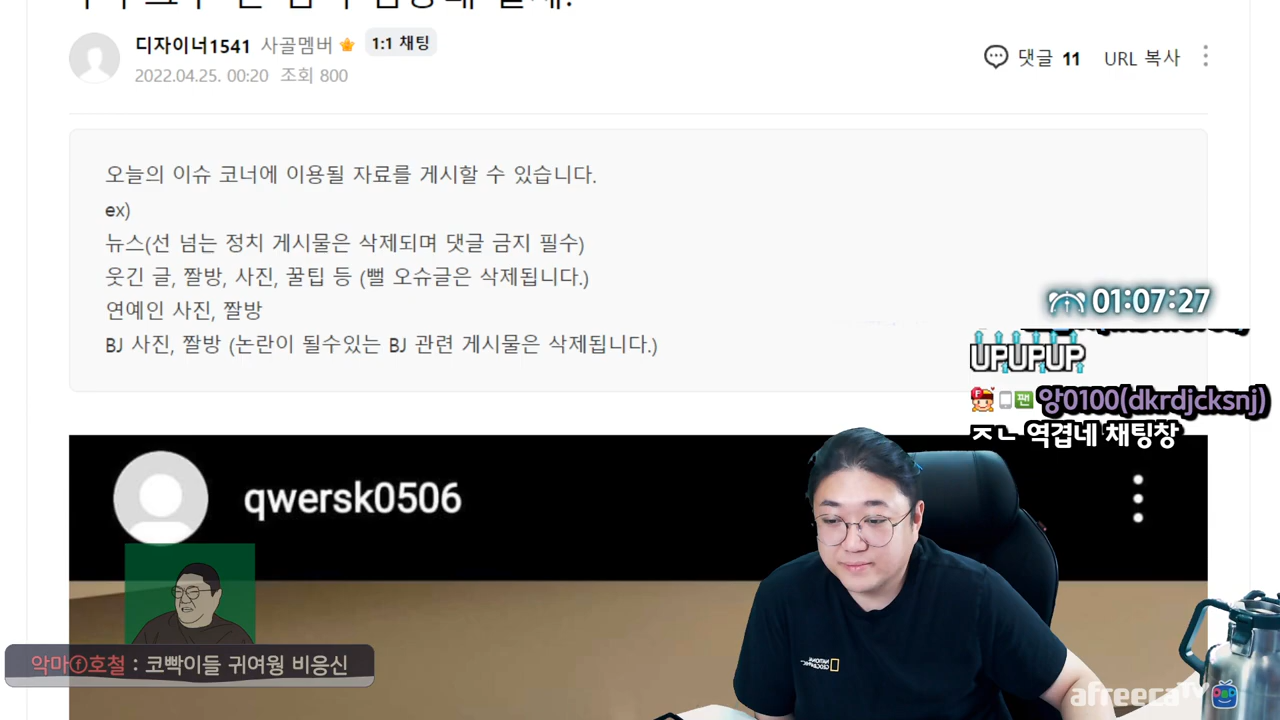 디자이너1541 사골멤버 1:1 채팅
2022.04.25. 00:20 조회 800
댓글 11 URL 복사
오늘의 이슈 코너에 이용될 자료를 게시할 수 있습니다.
ex)
뉴스(선 넘는 정치 게시물은 삭제되며 댓글 금지 필수)
웃긴 글, 짤방, 사진, 꿀팁 등 (뻘 오슈글은 삭제됩니다.)
연예인 사진, 짤방
BJ 사진, 짤방 (논란이 될수있는 BJ 관련 게시물은 삭제됩니다.)
01:07:27
UPUPUP
F 팬 앙0100(dkrdjcksnj)
ㅈㄴ 역겹네 채팅창
qwersk0506
NATIONAL GEOGRAPHIC
악마ⓕ호철 : 코빡이들 귀여웡 비응신
afreecaTV